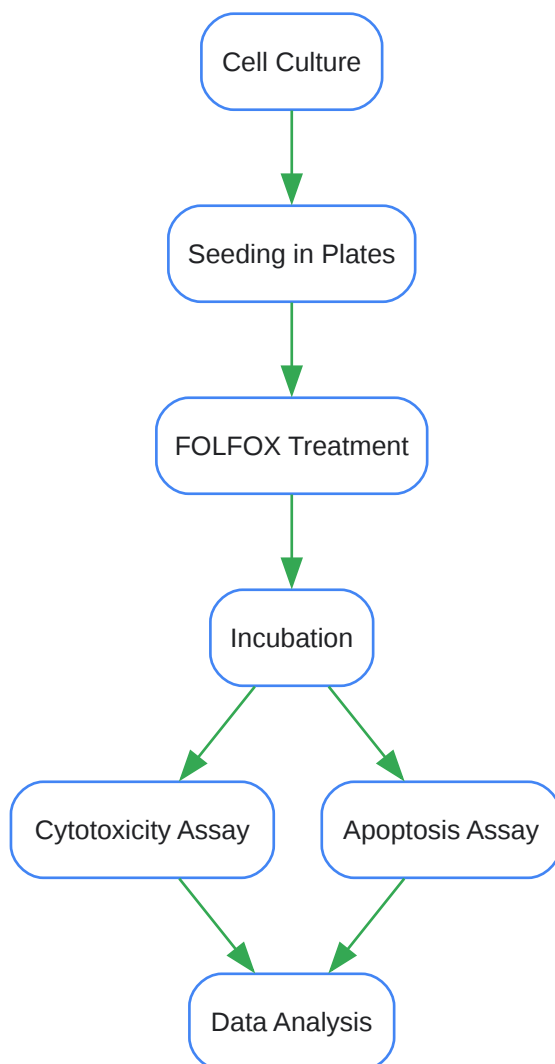 Cell Culture
Seeding in Plates
FOLFOX Treatment
Incubation
Cytotoxicity Assay
Apoptosis Assay
Data Analysis